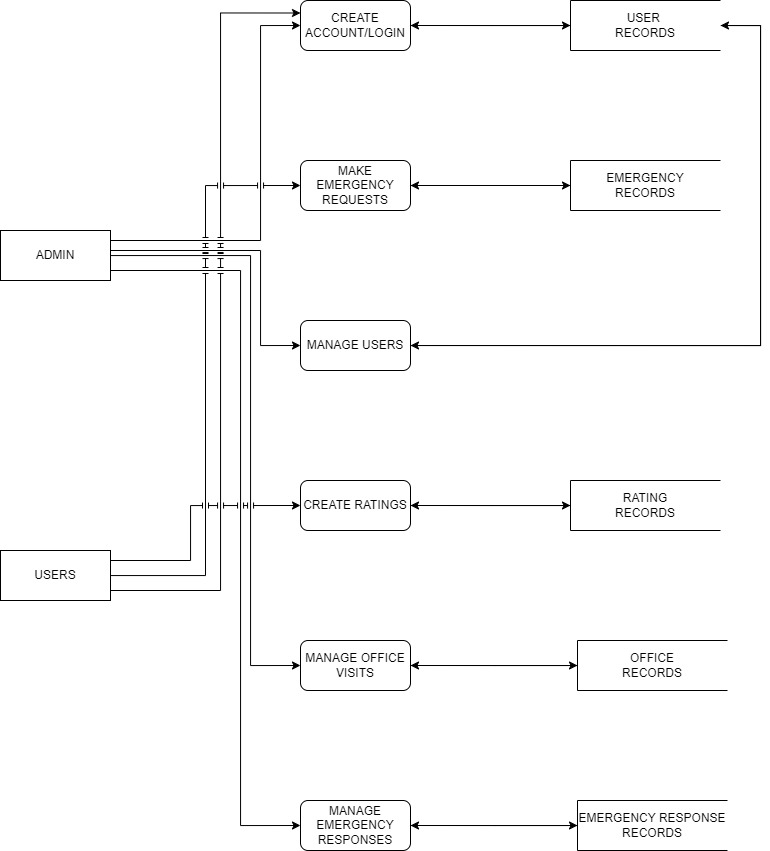 CREATE
ACCOUNT/LOGIN
USER
RECORDS
MAKE
EMERGENCY
REQUESTS
EMERGENCY
RECORDS
ADMIN
MANAGE USERS
CREATE RATINGS
RATING
RECORDS
USERS
MANAGE OFFICE
VISITS
OFFICE
RECORDS
MANAGE
EMERGENCY
RESPONSES
EMERGENCY RESPONSE
RECORDS